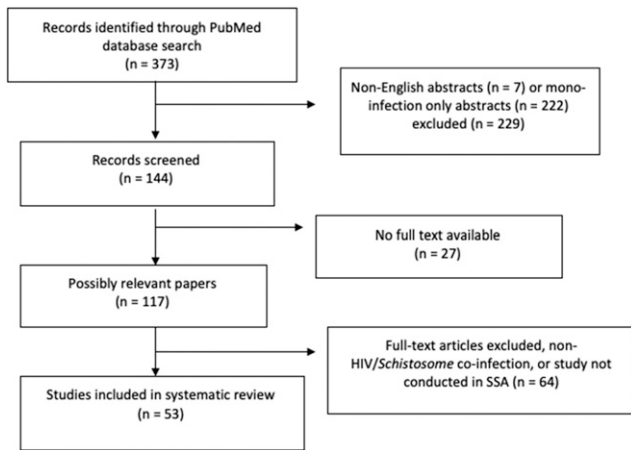 Records identified through PubMed
database search
(n = 373)
Non-English abstracts (n = 7) or mono-
infection only abstracts (n = 222)
excluded (n = 229)
Records screened
(n = 144)
No full text available
(n = 27)
Possibly relevant papers
(n = 117)
Full-text articles excluded, non-
HIV/Schistosome co-infection, or study not
conducted in SSA (n = 64)
Studies included in systematic review
(n = 53)